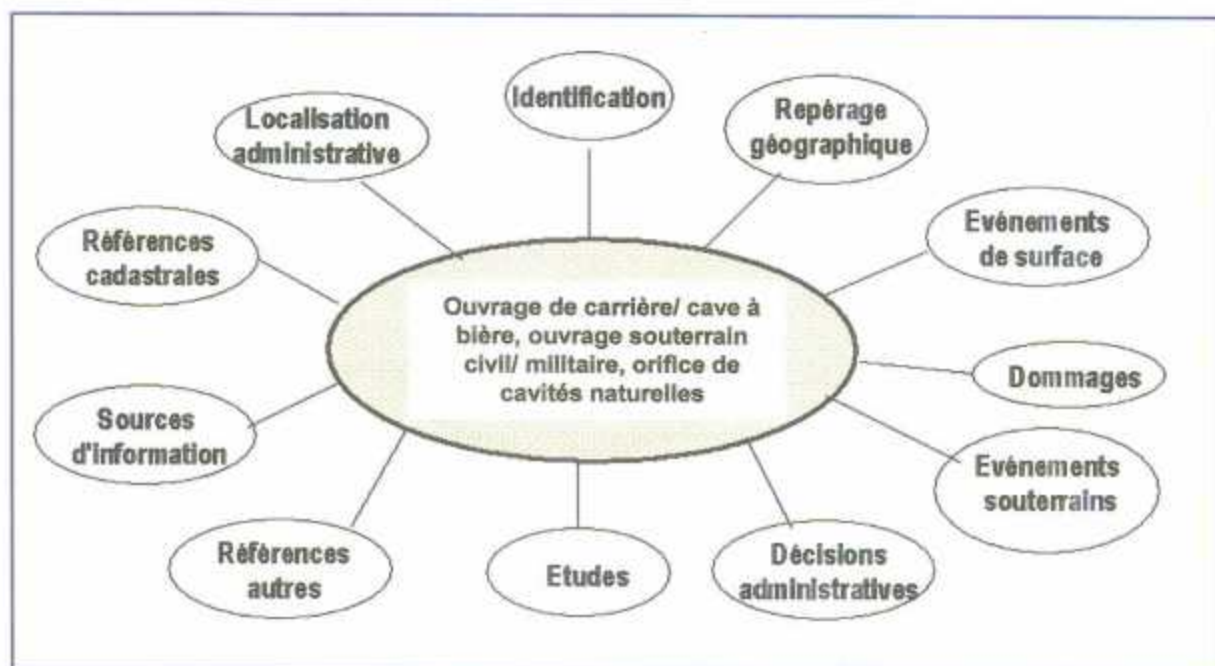 Identification
Localisation
administrative
Repérage
géographique
Références
cadastrales
Evénements
de surface
Ouvrage de carrière/ cave à
bière, ouvrage souterrain
civil/ militaire, orifice de
cavités naturelles
Dommages
Sources
d'information
Evénements
souterrains
Références
autres
Etudes
Décisions
administratives